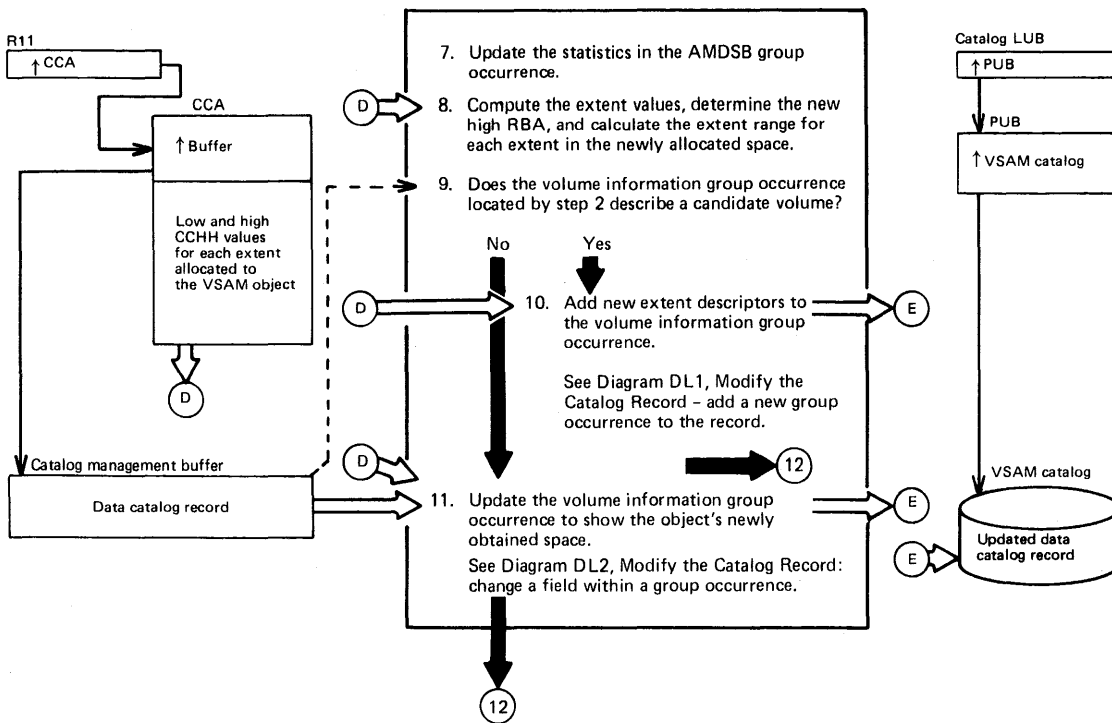 R11
↑ CCA
CCA
↑ Buffer
Low and high
CCHH values
for each extent
allocated to
the VSAM object
D
Catalog management buffer
Data catalog record
7. Update the statistics in the AMDSB group
occurrence.
D
8. Compute the extent values, determine the new
high RBA, and calculate the extent range for
each extent in the newly allocated space.
9. Does the volume information group occurrence
located by step 2 describe a candidate volume?
No Yes
D
10. Add new extent descriptors to
the volume information group
occurrence.
E
See Diagram DL1, Modify the
Catalog Record – add a new group
occurrence to the record.
12
D
11. Update the volume information group
occurrence to show the object's newly
obtained space.
E
See Diagram DL2, Modify the Catalog Record:
change a field within a group occurrence.
12
Catalog LUB
↑ PUB
PUB
↑ VSAM catalog
VSAM catalog
Updated data
catalog record
E